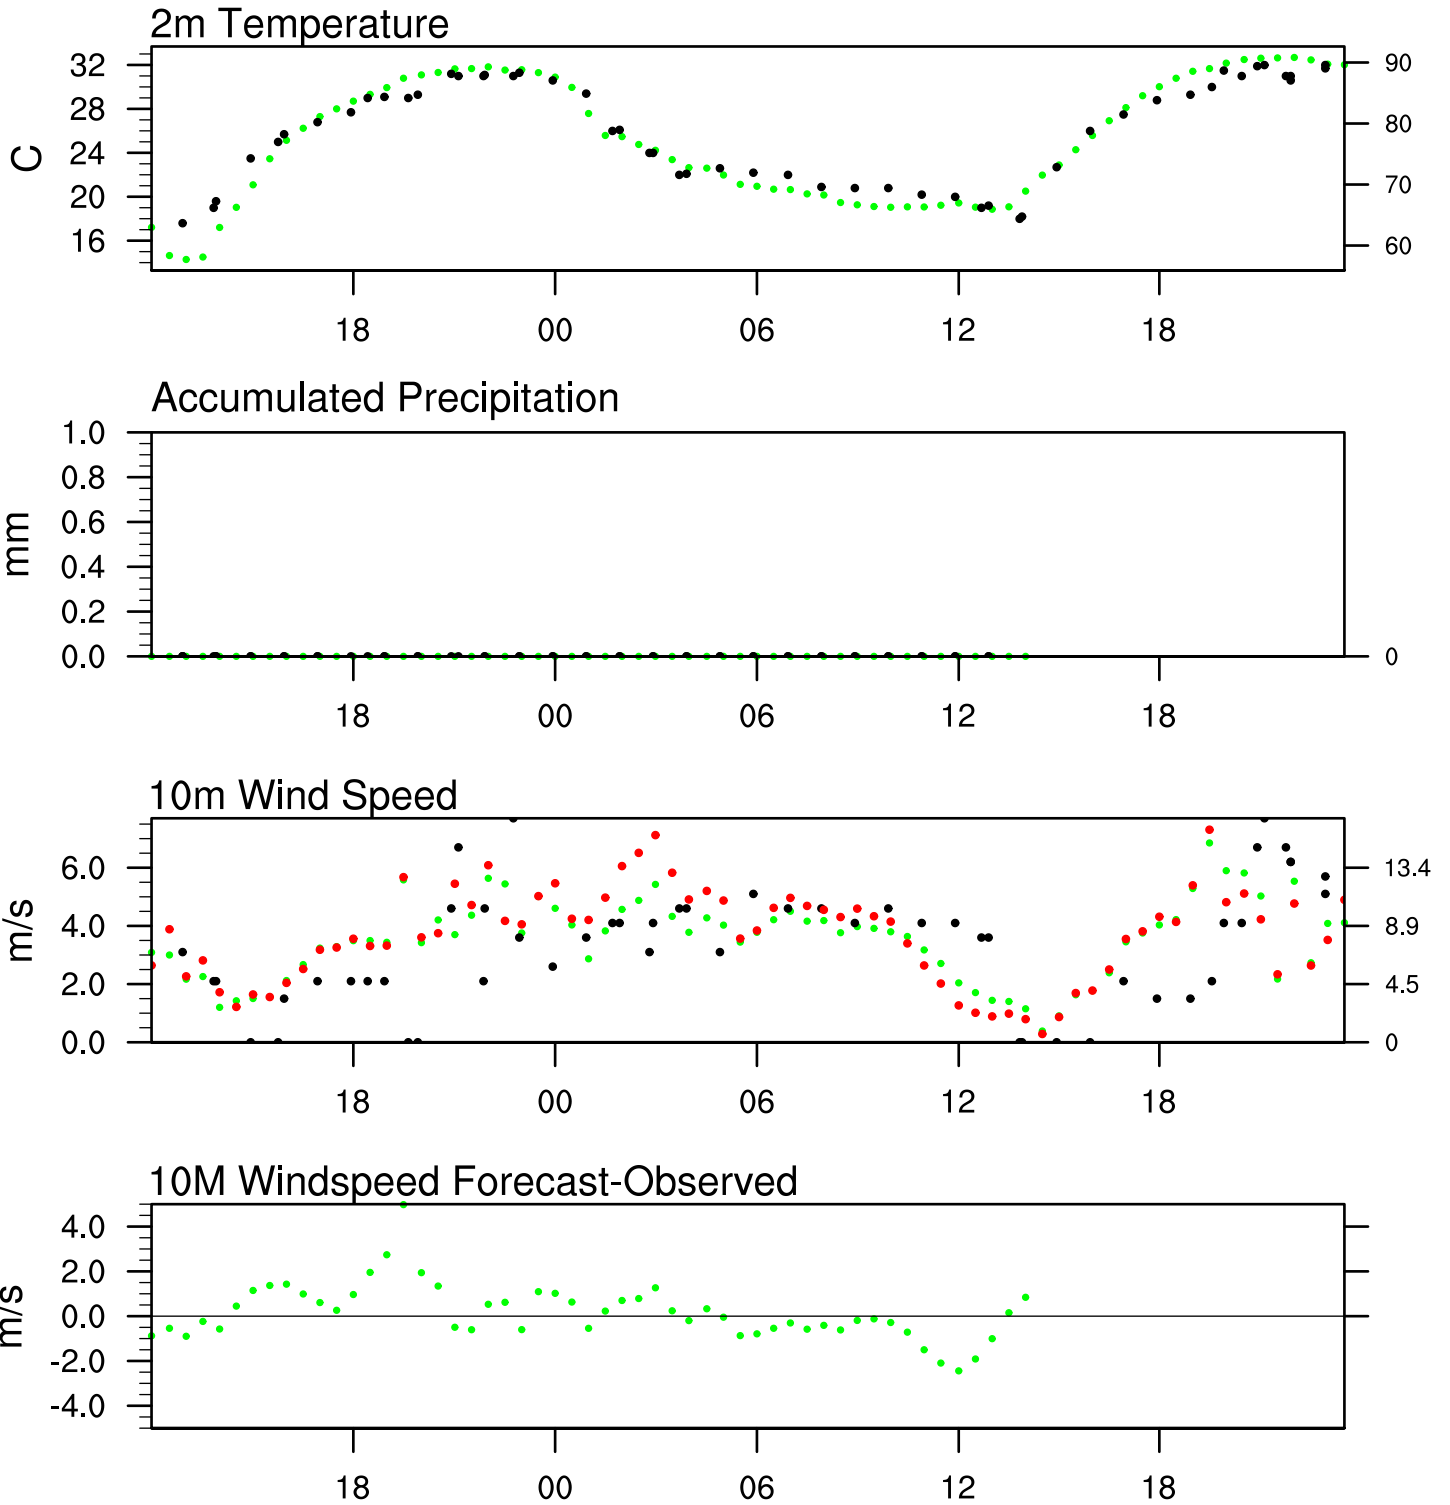 2m Temperature
32
28
24
20
16
C
90
80
70
60
18 00 06 12 18
Accumulated Precipitation
1.0
0.8
0.6
0.4
0.2
0.0
mm
0
18 00 06 12 18
10m Wind Speed
6.0
4.0
2.0
0.0
m/s
13.4
8.9
4.5
0
18 00 06 12 18
10M Windspeed Forecast-Observed
4.0
2.0
0.0
-2.0
-4.0
m/s
18 00 06 12 18